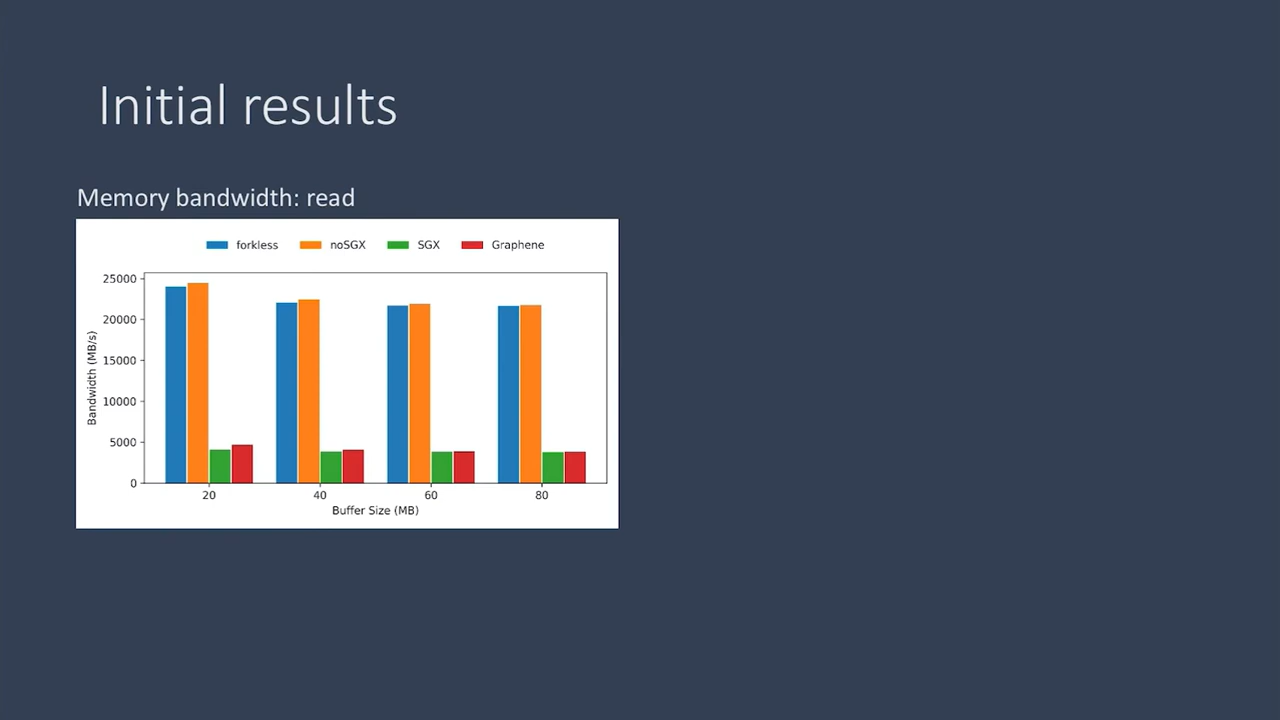 Initial results
Memory bandwidth: read
forkless noSGX SGX Graphene
25000
20000
15000
10000
5000
0
Bandwidth (MB/s)
20 40 60 80
Buffer Size (MB)